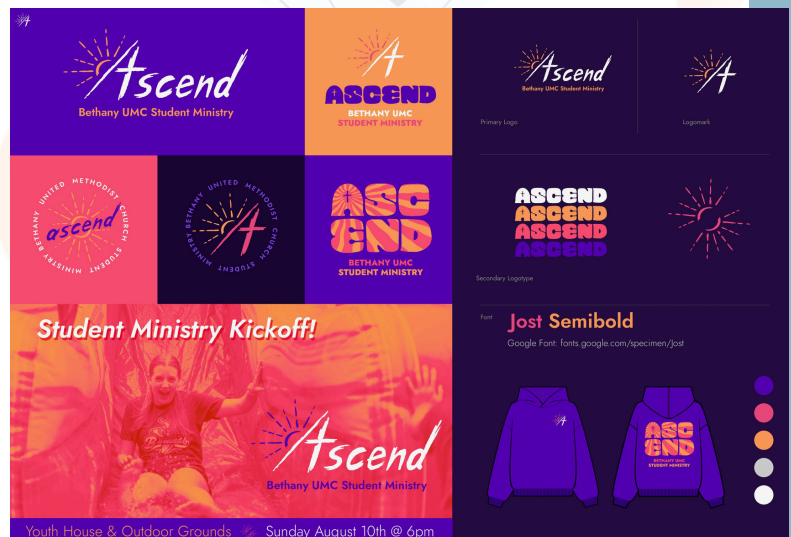 Ascend
Bethany UMC Student Ministry
ASCEND
BETHANY UMC
STUDENT MINISTRY
Ascend
Bethany UMC Student Ministry
Primary Logo
Logomark
BETHANY UNITED METHODIST CHURCH STUDENT MINISTRY
ascend
BETHANY UNITED METHODIST CHURCH STUDENT MINISTRY
ASC
END
BETHANY UMC
STUDENT MINISTRY
ASCEND
ASCEND
ASCEND
ASCEND
Secondary Logotype
Student Ministry Kickoff!
Ascend
Bethany UMC Student Ministry
Youth House & Outdoor Grounds
Sunday August 10th @ 6pm
Font
Jost Semibold
Google Font: fonts.google.com/specimen/Jost
ASC
END
BETHANY UMC
STUDENT MINISTRY